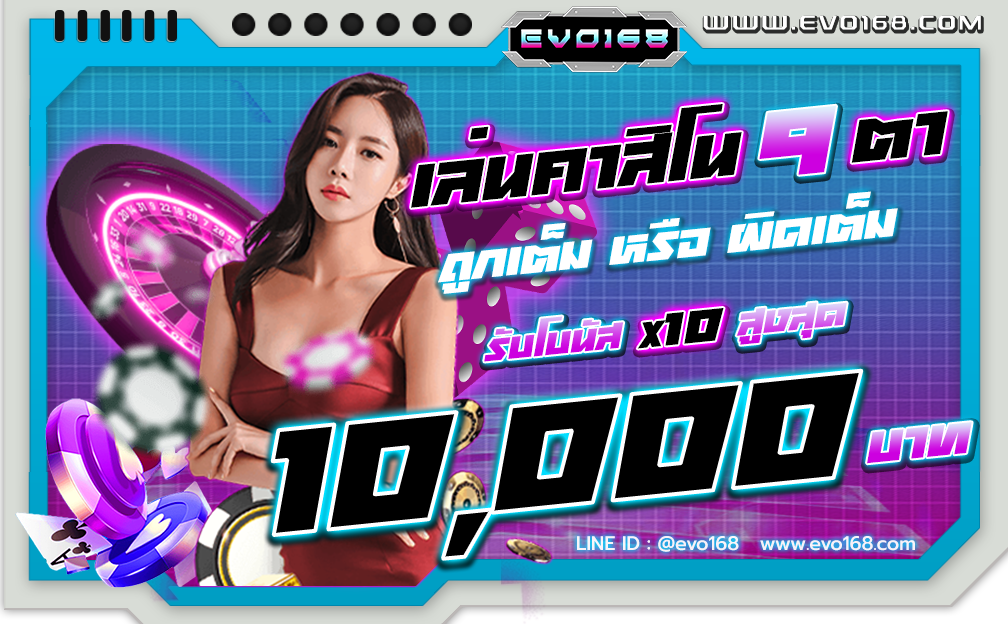 EVO168
WWW.EVO168.COM
เล่นคาสิโน 9 ตา
ถูกเต็ม หรือ ผิดเต็ม
รับโบนัส x10 สูงสุด
10,000 บาท
LINE ID : @evo168 www.evo168.com